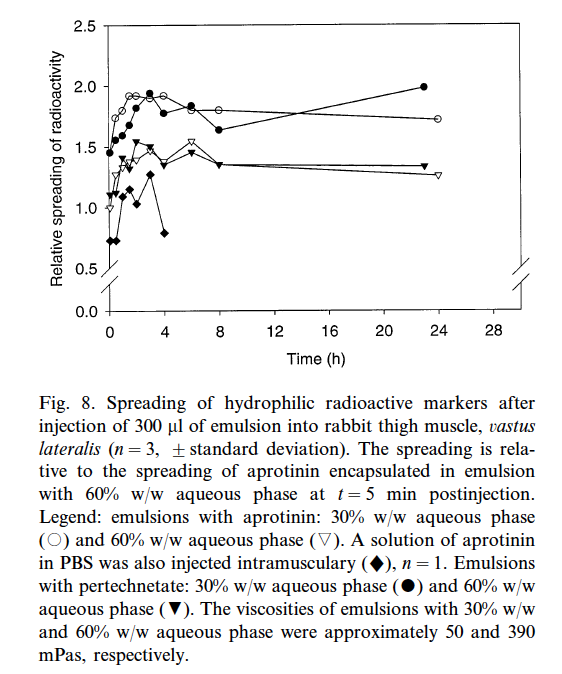 2.5
2.0
1.5
1.0
0.5
0.0
Relative spreading of radioactivity
0 4 8 12 16 20 24 28
Time (h)
Fig. 8. Spreading of hydrophilic radioactive markers after
injection of 300 μl of emulsion into rabbit thigh muscle, vastus
lateralis (n = 3, ± standard deviation). The spreading is rela-
tive to the spreading of aprotinin encapsulated in emulsion
with 60% w/w aqueous phase at t = 5 min postinjection.
Legend: emulsions with aprotinin: 30% w/w aqueous phase
(○) and 60% w/w aqueous phase (▽). A solution of aprotinin
in PBS was also injected intramusculary (◆), n = 1. Emulsions
with pertechnetate: 30% w/w aqueous phase (●) and 60% w/w
aqueous phase (▼). The viscosities of emulsions with 30% w/w
and 60% w/w aqueous phase were approximately 50 and 390
mPas, respectively.